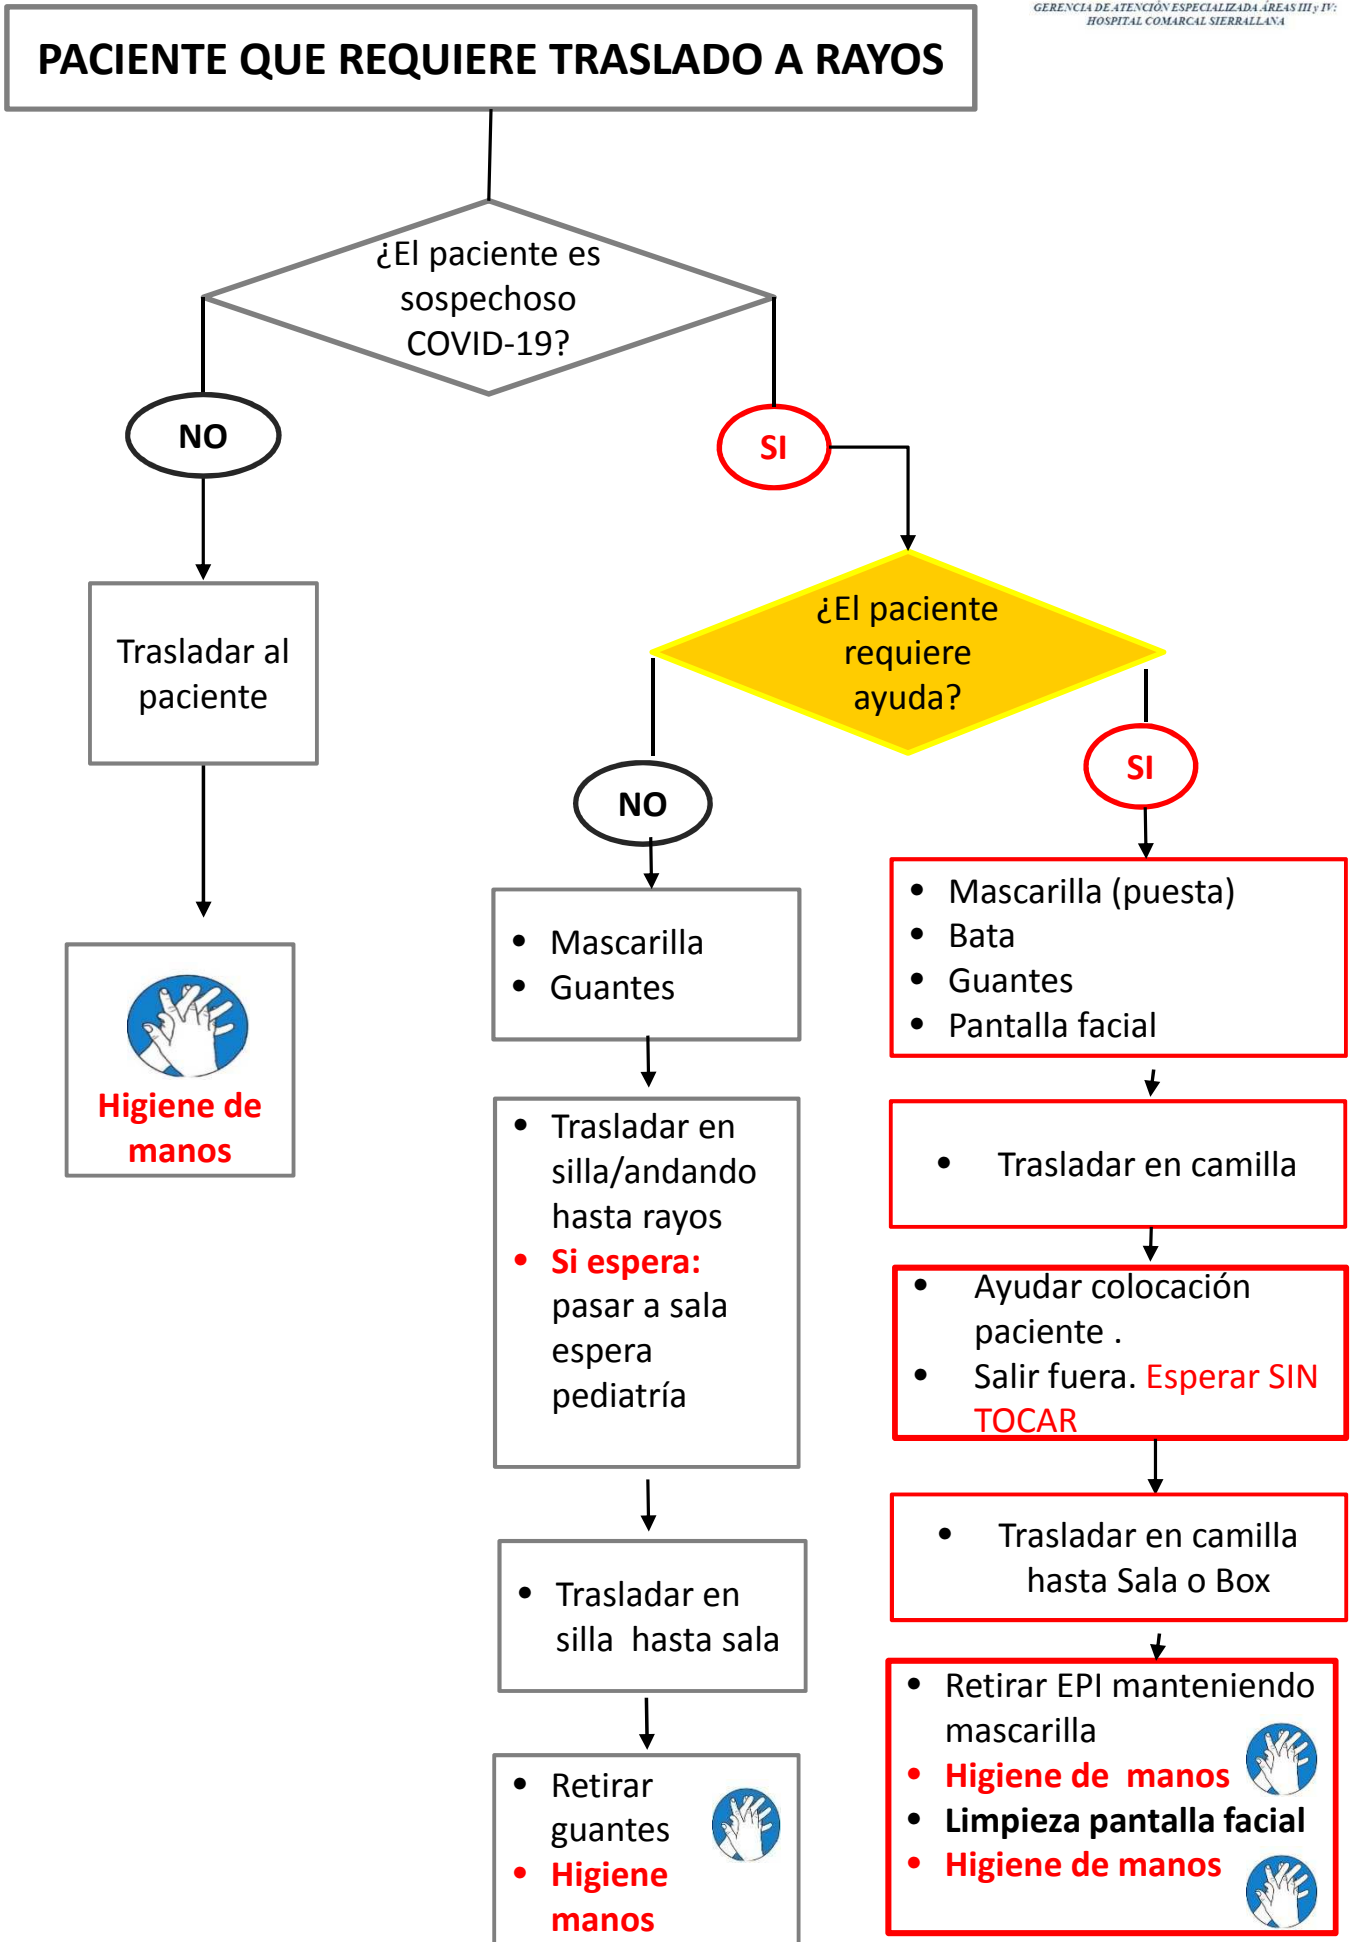 GERENCIA DE ATENCIÓN ESPECIALIZADA ÁREAS III y IV:
HOSPITAL COMARCAL SIERRALLANA
PACIENTE QUE REQUIERE TRASLADO A RAYOS
¿El paciente es
sospechoso
COVID-19?
NO
SI
Trasladar al
paciente
Higiene de
manos
¿El paciente
requiere
ayuda?
NO
SI
• Mascarilla
• Guantes
• Trasladar en
silla/andando
hasta rayos
• Si espera:
pasar a sala
espera
pediatría
• Trasladar en
silla hasta sala
• Retirar
guantes
• Higiene
manos
• Mascarilla (puesta)
• Bata
• Guantes
• Pantalla facial
• Trasladar en camilla
• Ayudar colocación
paciente .
• Salir fuera. Esperar SIN
TOCAR
• Trasladar en camilla
hasta Sala o Box
• Retirar EPI manteniendo
mascarilla
• Higiene de manos
• Limpieza pantalla facial
• Higiene de manos